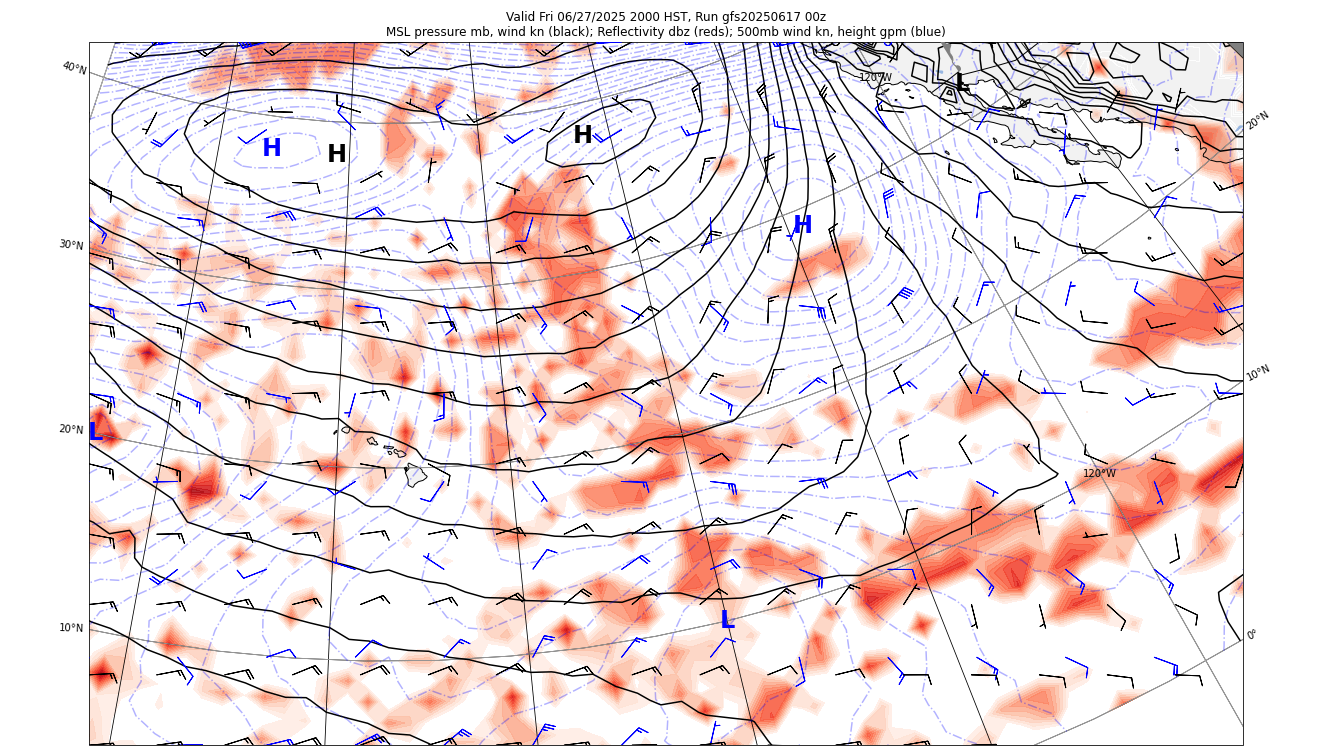 Valid Fri 06/27/2025 2000 HST, Run gfs20250617 00z
MSL pressure mb, wind kn (black); Reflectivity dbz (reds); 500mb wind kn, height gpm (blue)
40°N
120°W
L
20°N
H
H
H
30°N
H
10°N
20°N
L
120°W
10°N
L
0°